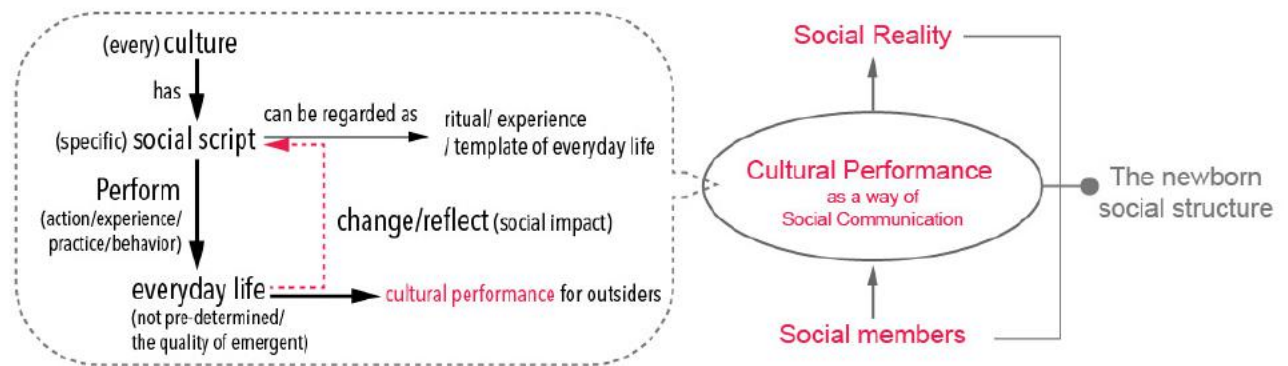 (every) culture
has
(specific) social script
can be regarded as
ritual/ experience
/ template of everyday life
Perform
(action/experience/
practice/behavior)
change/reflect (social impact)
everyday life
(not pre-determined/
the quality of emergent)
cultural performance for outsiders
Social Reality
Cultural Performance
as a way of
Social Communication
Social members
The newborn
social structure